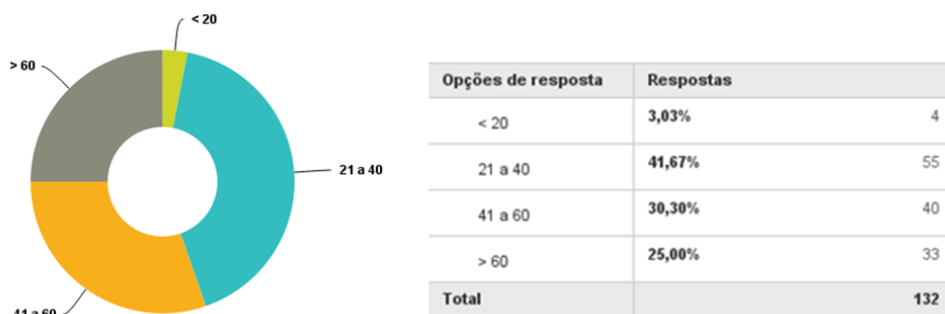 < 20
> 60
21 a 40
41 a 60
Opções de resposta Respostas
< 20 3,03% 4
21 a 40 41,67% 55
41 a 60 30,30% 40
> 60 25,00% 33
Total 132